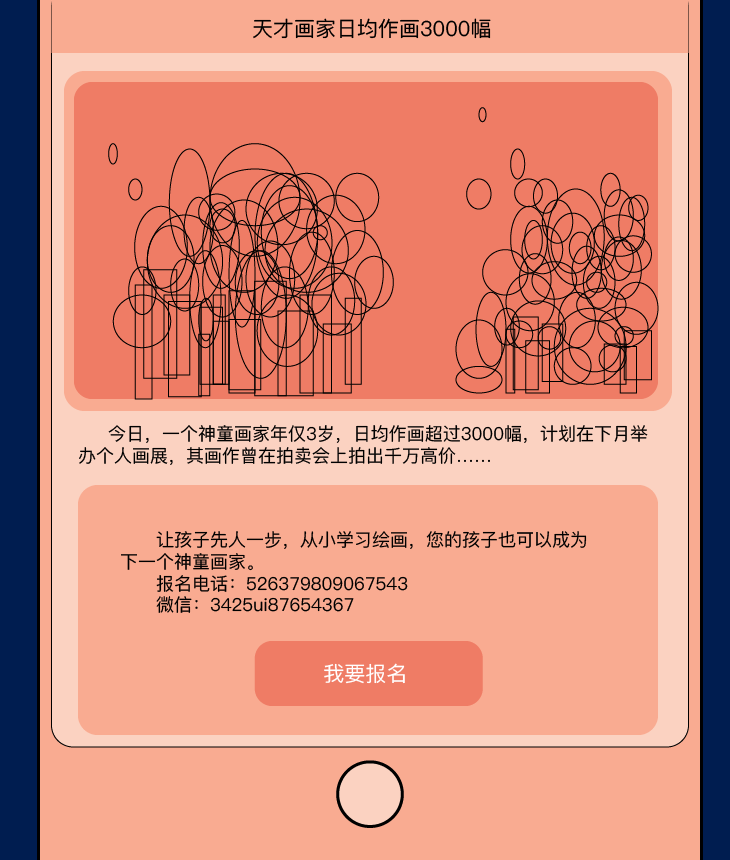 天才画家日均作画3000幅
今日，一个神童画家年仅3岁，日均作画超过3000幅，计划在下月举
办个人画展，其画作曾在拍卖会上拍出千万高价……
让孩子先人一步，从小学习绘画，您的孩子也可以成为
下一个神童画家。
报名电话：526379809067543
微信：3425ui87654367
我要报名